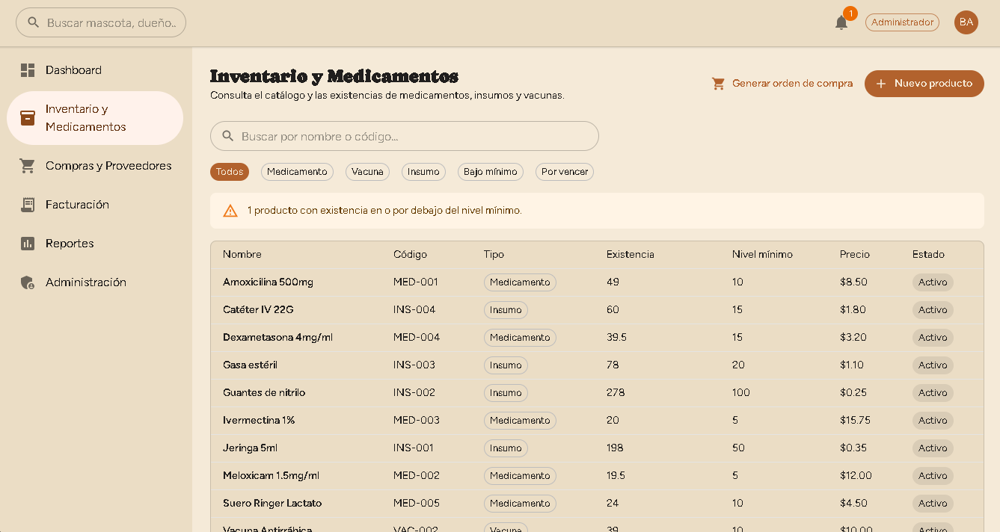 Buscar mascota, dueño..
1
Administrador
BA
Dashboard
Inventario y
Medicamentos
Compras y Proveedores
Facturación
Reportes
Administración
Inventario y Medicamentos
Consulta el catálogo y las existencias de medicamentos, insumos y vacunas.
Generar orden de compra
+ Nuevo producto
Buscar por nombre o código...
Todos Medicamento Vacuna Insumo Bajo mínimo Por vencer
1 producto con existencia en o por debajo del nivel mínimo.
Nombre Código Tipo Existencia Nivel mínimo Precio Estado
Amoxicilina 500mg MED-001 Medicamento 49 10 $8.50 Activo
Catéter IV 22G INS-004 Insumo 60 15 $1.80 Activo
Dexametasona 4mg/ml MED-004 Medicamento 39.5 15 $3.20 Activo
Gasa estéril INS-003 Insumo 78 20 $1.10 Activo
Guantes de nitrilo INS-002 Insumo 278 100 $0.25 Activo
Ivermectina 1% MED-003 Medicamento 20 5 $15.75 Activo
Jeringa 5ml INS-001 Insumo 198 50 $0.35 Activo
Meloxicam 1.5mg/ml MED-002 Medicamento 19.5 5 $12.00 Activo
Suero Ringer Lactato MED-005 Medicamento 24 10 $4.50 Activo
Vacuna Antirrábica VAC-002 Vacuna 39 10 $10.00 Activo